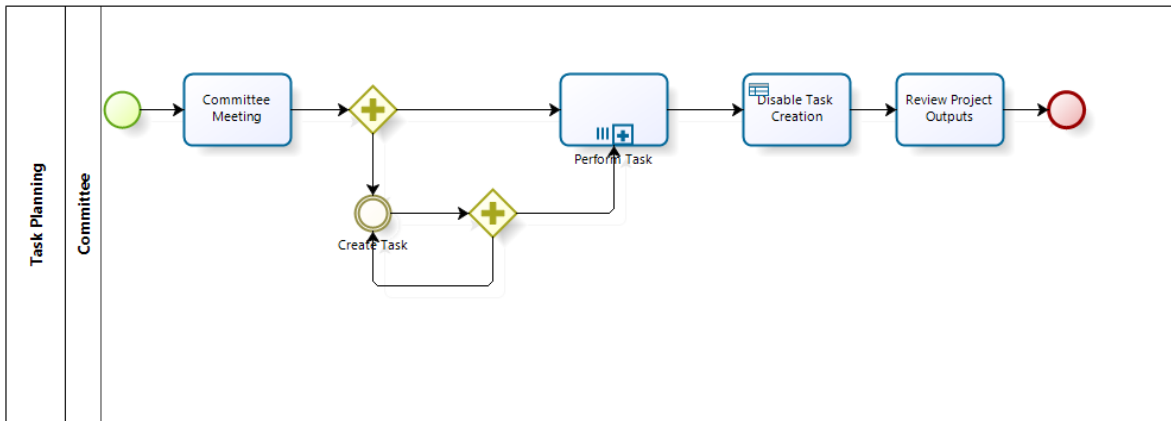 Task Planning
Committee
Committee
Meeting
Perform Task
Disable Task
Creation
Review Project
Outputs
Create Task